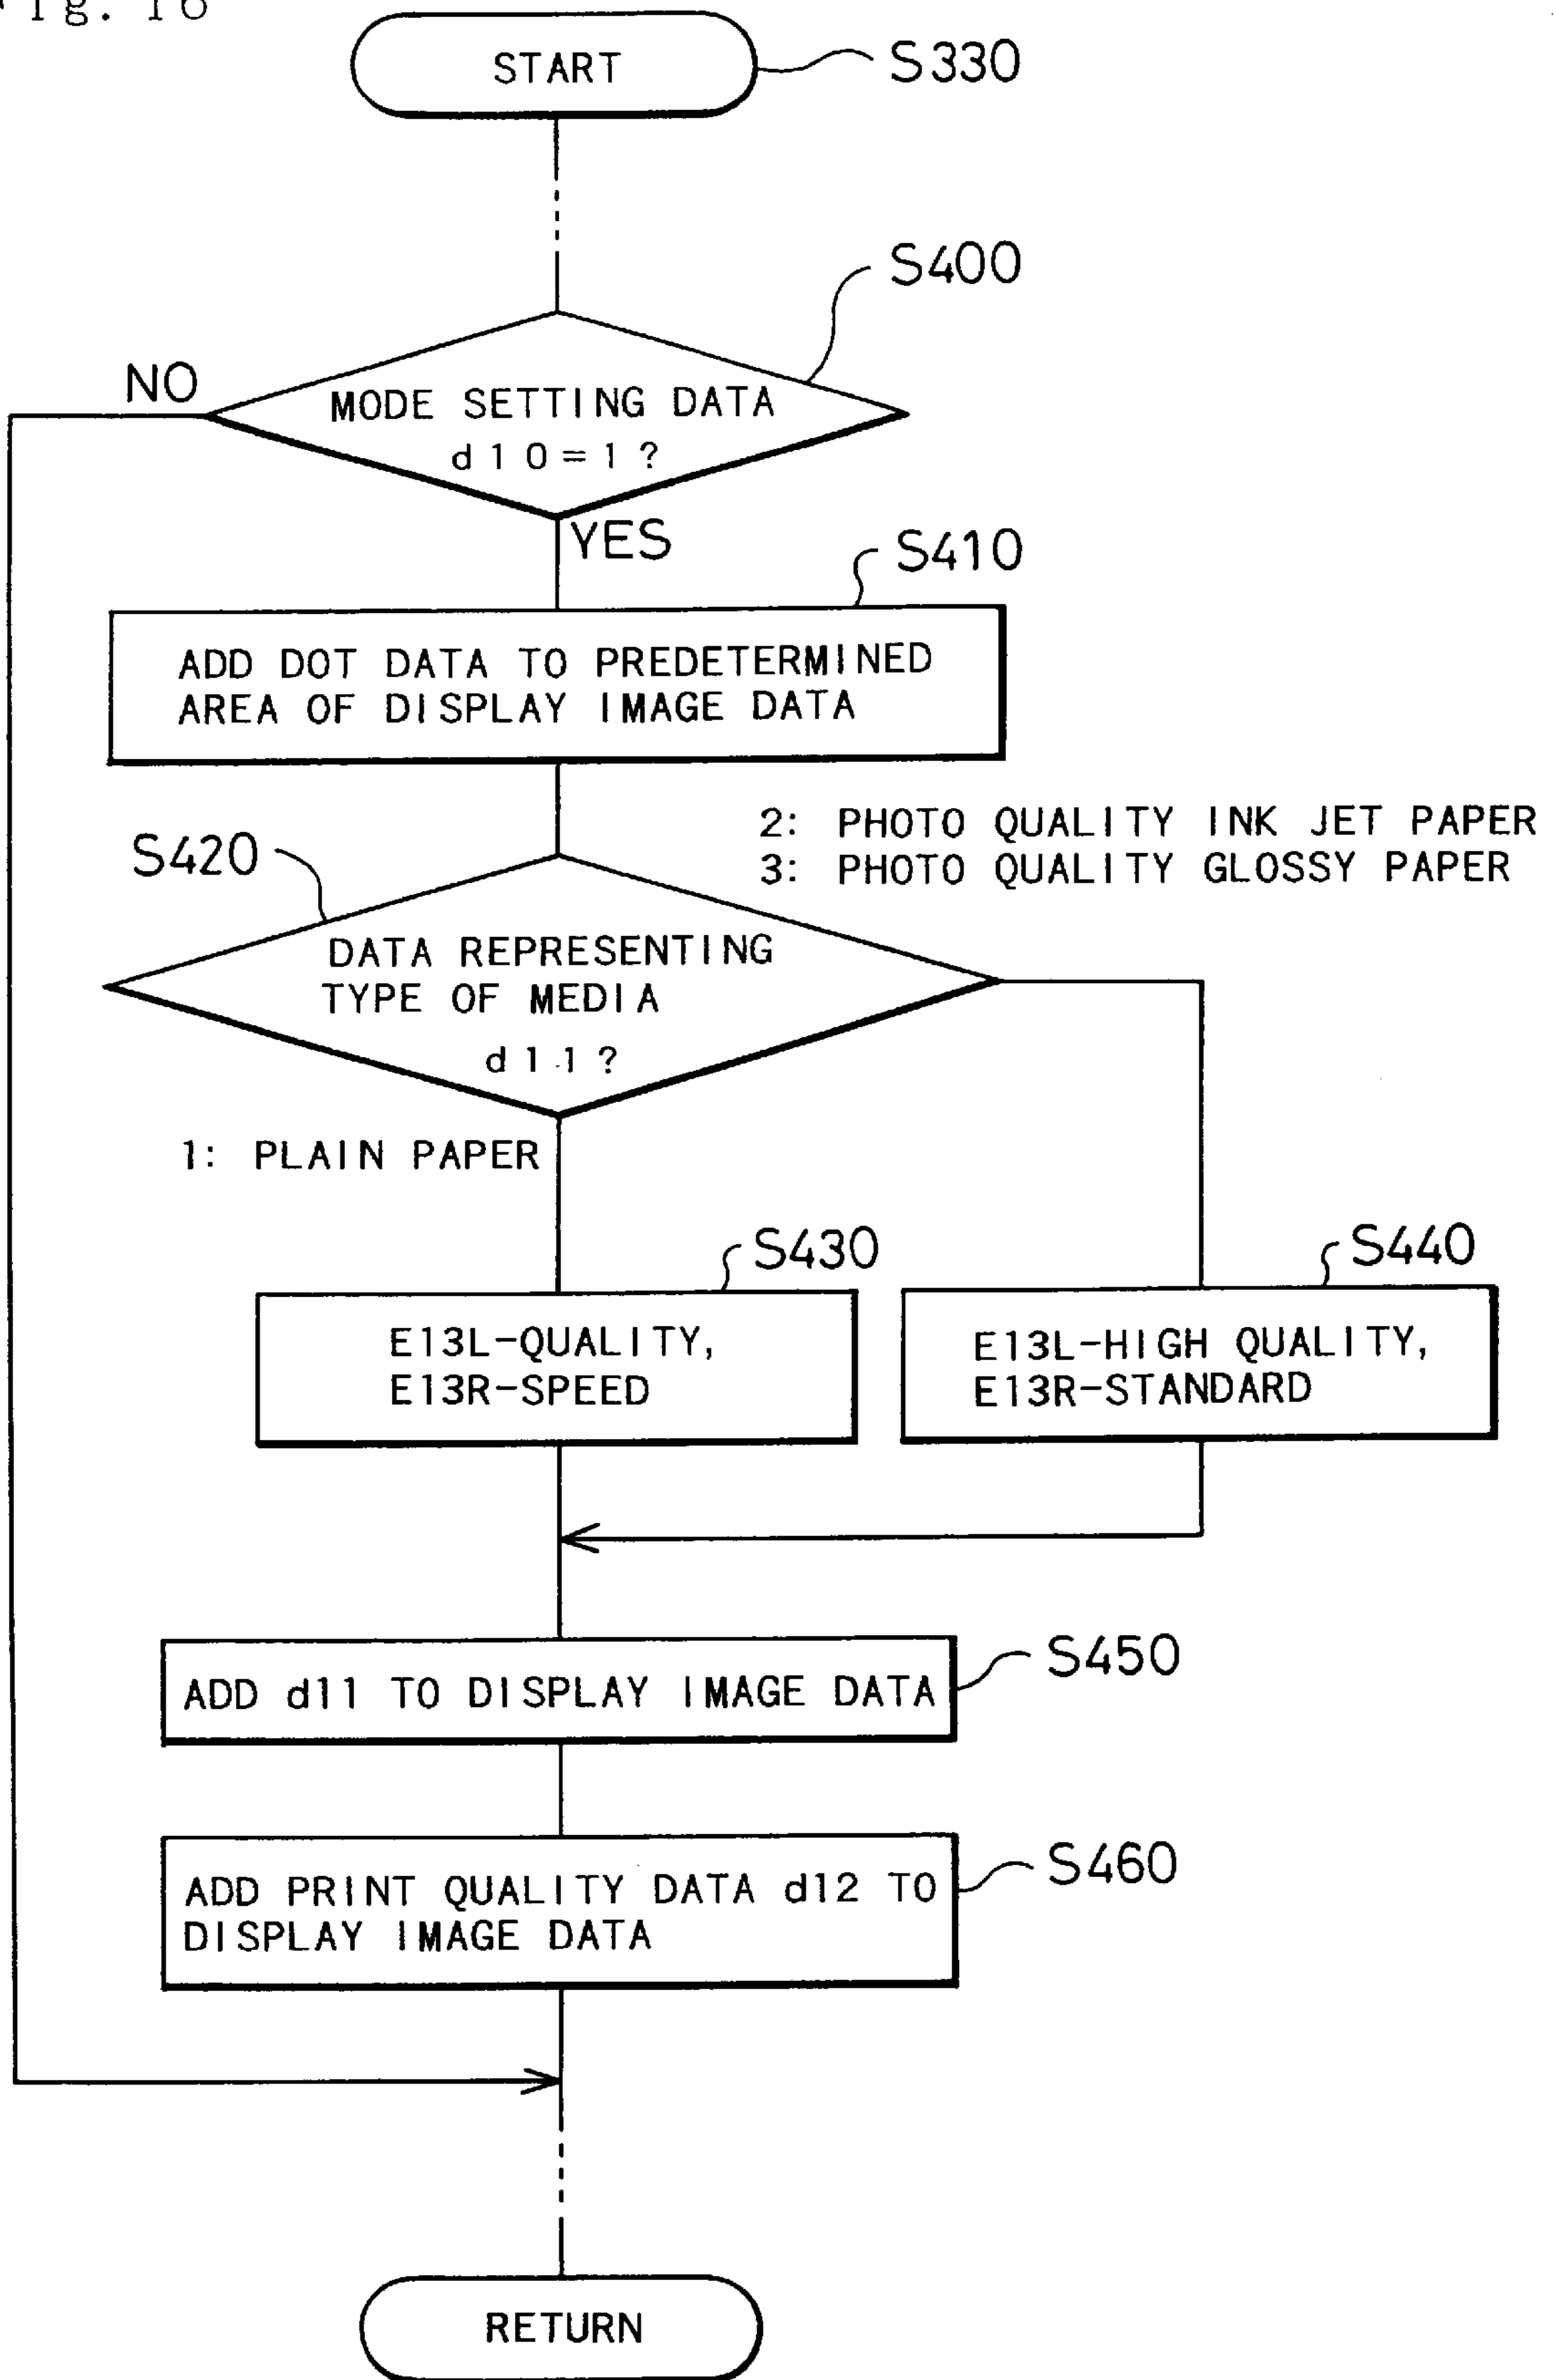 Fig. 16
START
S330
S400
NO
MODE SETTING DATA
d10=1?
YES
S410
ADD DOT DATA TO PREDETERMINED
AREA OF DISPLAY IMAGE DATA
2: PHOTO QUALITY INK JET PAPER
3: PHOTO QUALITY GLOSSY PAPER
S420
DATA REPRESENTING
TYPE OF MEDIA
d11?
1: PLAIN PAPER
S430
S440
E13L-QUALITY,
E13R-SPEED
E13L-HIGH QUALITY,
E13R-STANDARD
S450
ADD d11 TO DISPLAY IMAGE DATA
S460
ADD PRINT QUALITY DATA d12 TO
DISPLAY IMAGE DATA
RETURN